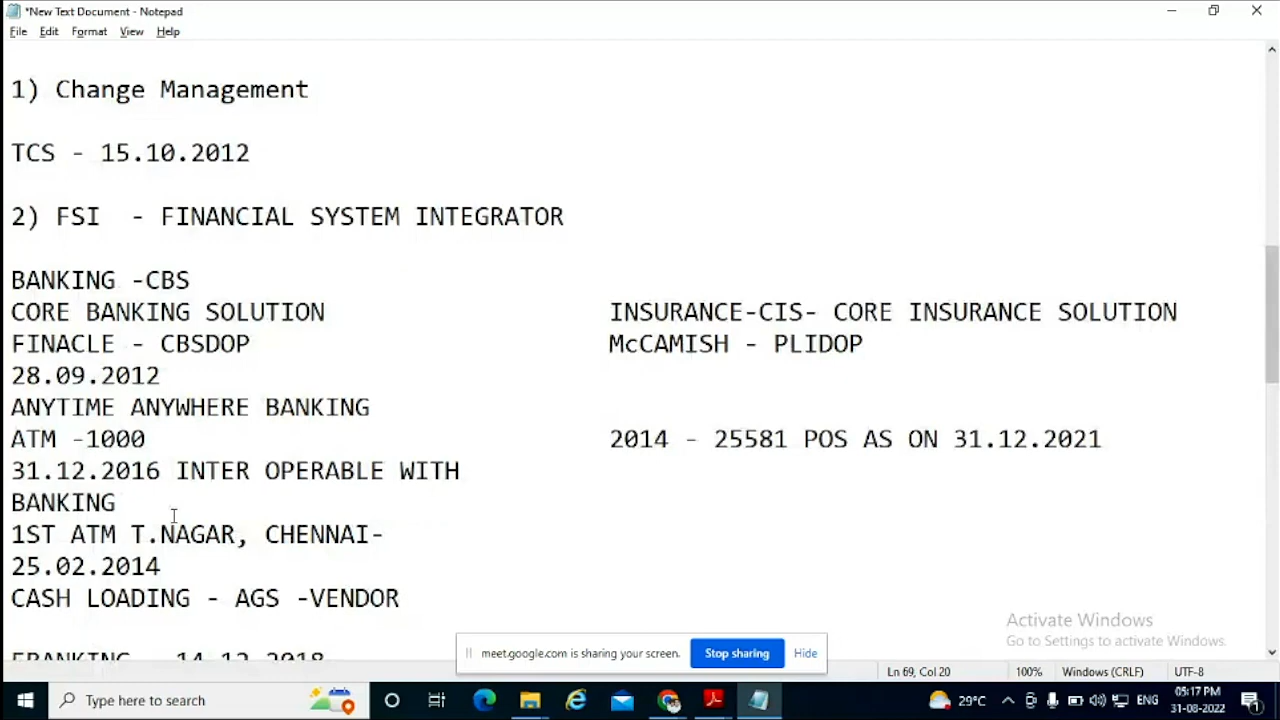 *New Text Document - Notepad
File Edit Format View Help
1) Change Management
TCS - 15.10.2012
2) FSI  - FINANCIAL SYSTEM INTEGRATOR
BANKING -CBS
CORE BANKING SOLUTION INSURANCE-CIS- CORE INSURANCE SOLUTION
FINACLE - CBSDOP McCAMISH - PLIDOP
28.09.2012
ANYTIME ANYWHERE BANKING
ATM -1000 2014 - 25581 POS AS ON 31.12.2021
31.12.2016 INTER OPERABLE WITH
BANKING
1ST ATM T.NAGAR, CHENNAI-
25.02.2014
CASH LOADING - AGS -VENDOR
EBANKING - 14.12.2018
Activate Windows
Go to Settings to activate Windows.
meet.google.com is sharing your screen. Stop sharing Hide
Ln 69, Col 20 100% Windows (CRLF) UTF-8
Type here to search 29°C ENG 05:17 PM
31-08-2022